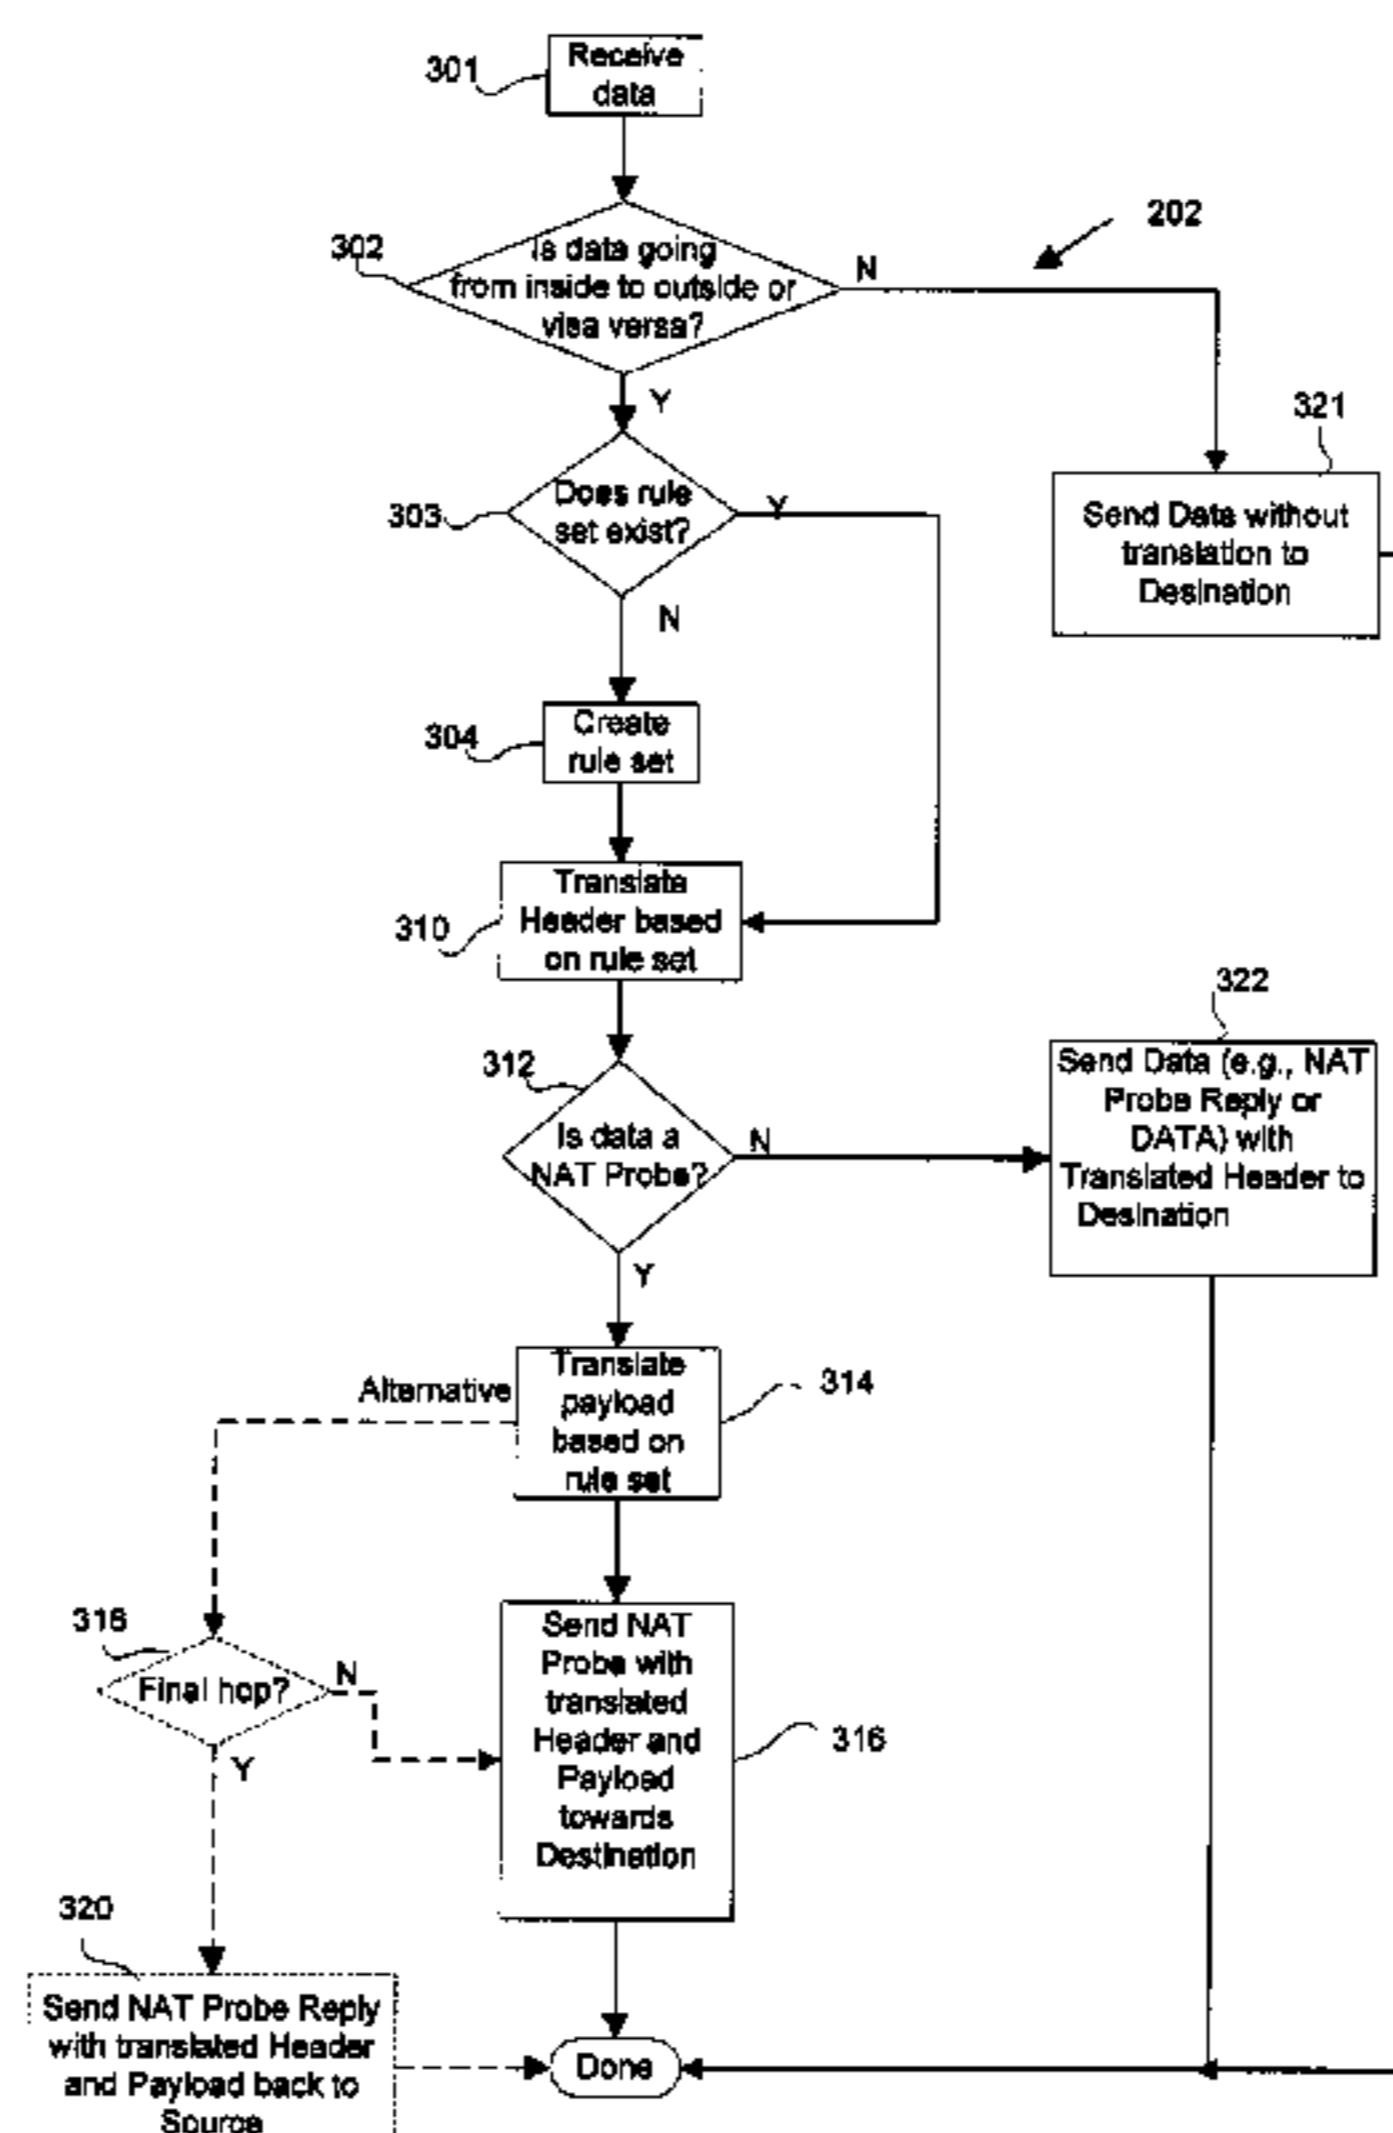 301
Receive
data
202
302
Is data going
from inside to outside or
visa versa?
N
Y
321
303
Does rule
set exist?
Y
Send Data without
translation to
Desination
N
304
Create
rule set
310
Translate
Header based
on rule set
322
312
Is data a
NAT Probe?
N
Send Data (e.g., NAT
Probe Reply or
DATA) with
Translated Header to
Desination
Y
Alternative
Translate
payload
based on
rule set
314
318
Final hop?
N
Y
Send NAT
Probe with
translated
Header and
Payload
towards
Destination
316
320
Send NAT Probe Reply
with translated Header
and Payload back to
Source
Done